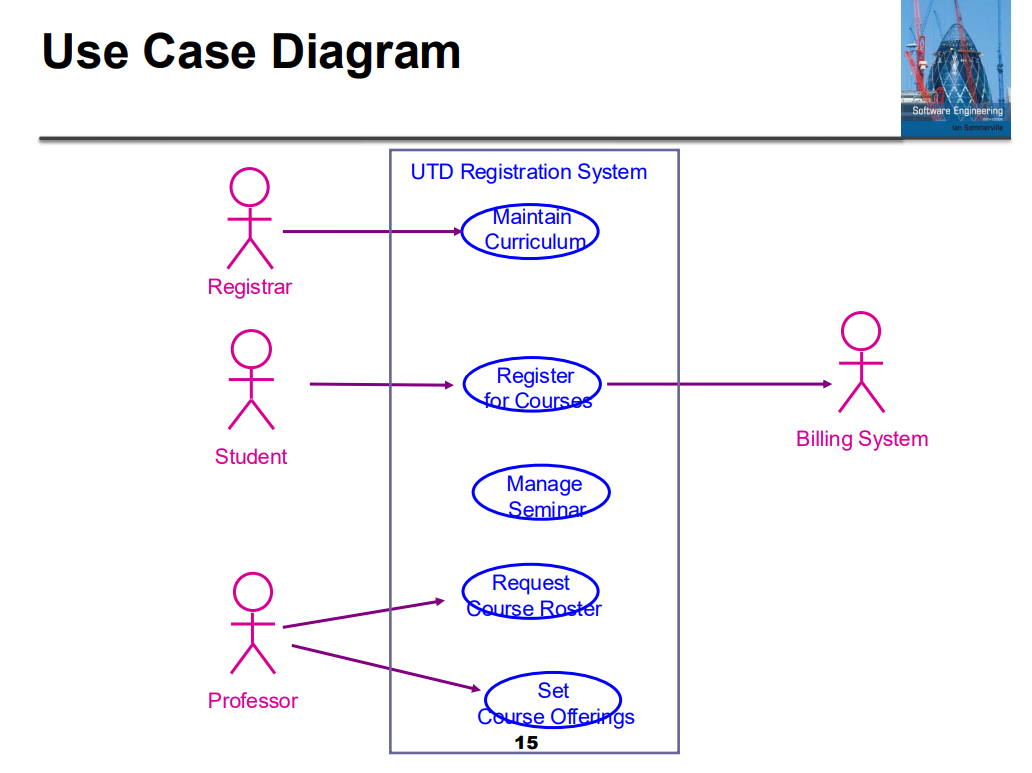 Use Case Diagram
Software Engineering
Ian Sommerville
UTD Registration System
Maintain
Curriculum
Registrar
Register
for Courses
Student
Billing System
Manage
Seminar
Request
Course Roster
Professor
Set
Course Offerings
15